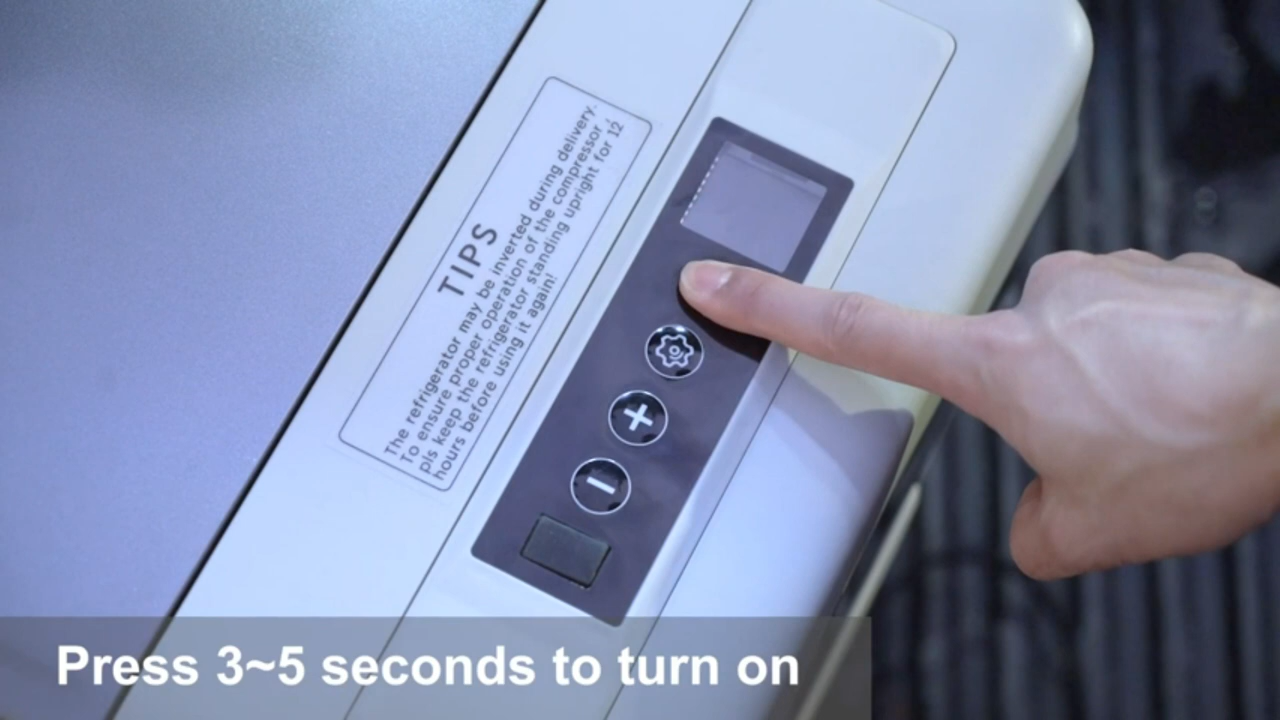 TIPS
The refrigerator may be inverted during delivery.
To ensure proper operation of the compressor,
pls keep the refrigerator standing upright for 12
hours before using it again!
Press 3~5 seconds to turn on